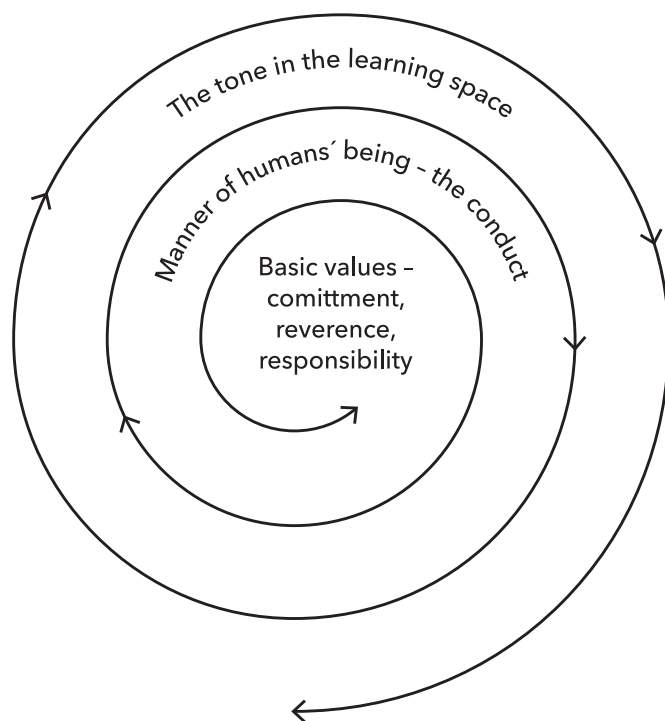 The tone in the learning space
Manner of humans´ being – the conduct
Basic values –
comittment,
reverence,
responsibility